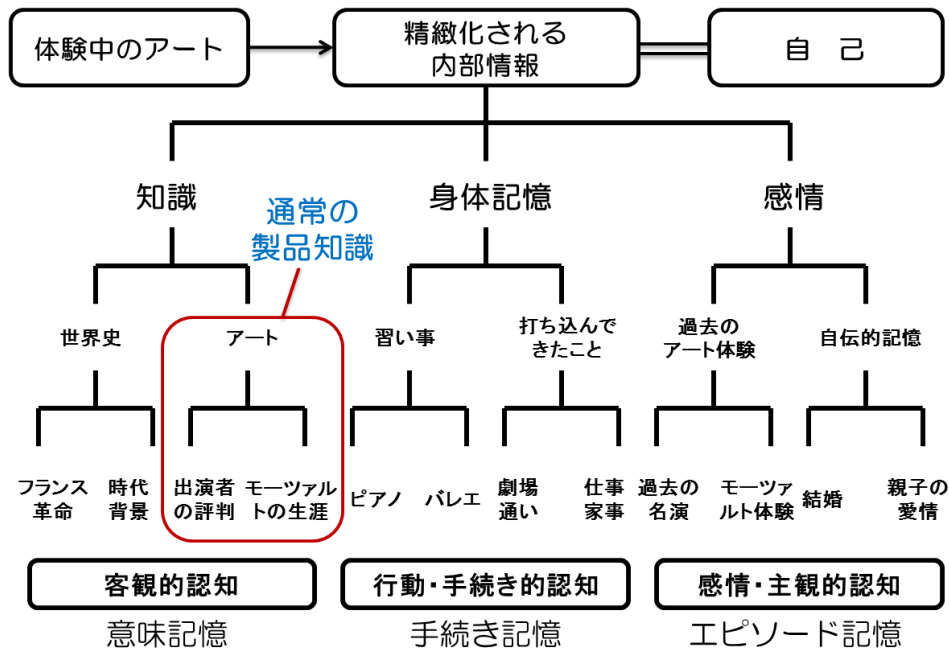 体験中のアート
精緻化される
内部情報
自 己
知識
身体記憶
感情
通常の
製品知識
世界史
アート
習い事
打ち込んで
きたこと
過去の
アート体験
自伝的記憶
フランス
革命
時代
背景
出演者
の評判
モーツァル
トの生涯
ピアノ
バレエ
劇場
通い
仕事
家事
過去の
名演
モーツァ
ルト体験
結婚
親子の
愛情
客観的認知
行動・手続き的認知
感情・主観的認知
意味記憶
手続き記憶
エピソード記憶